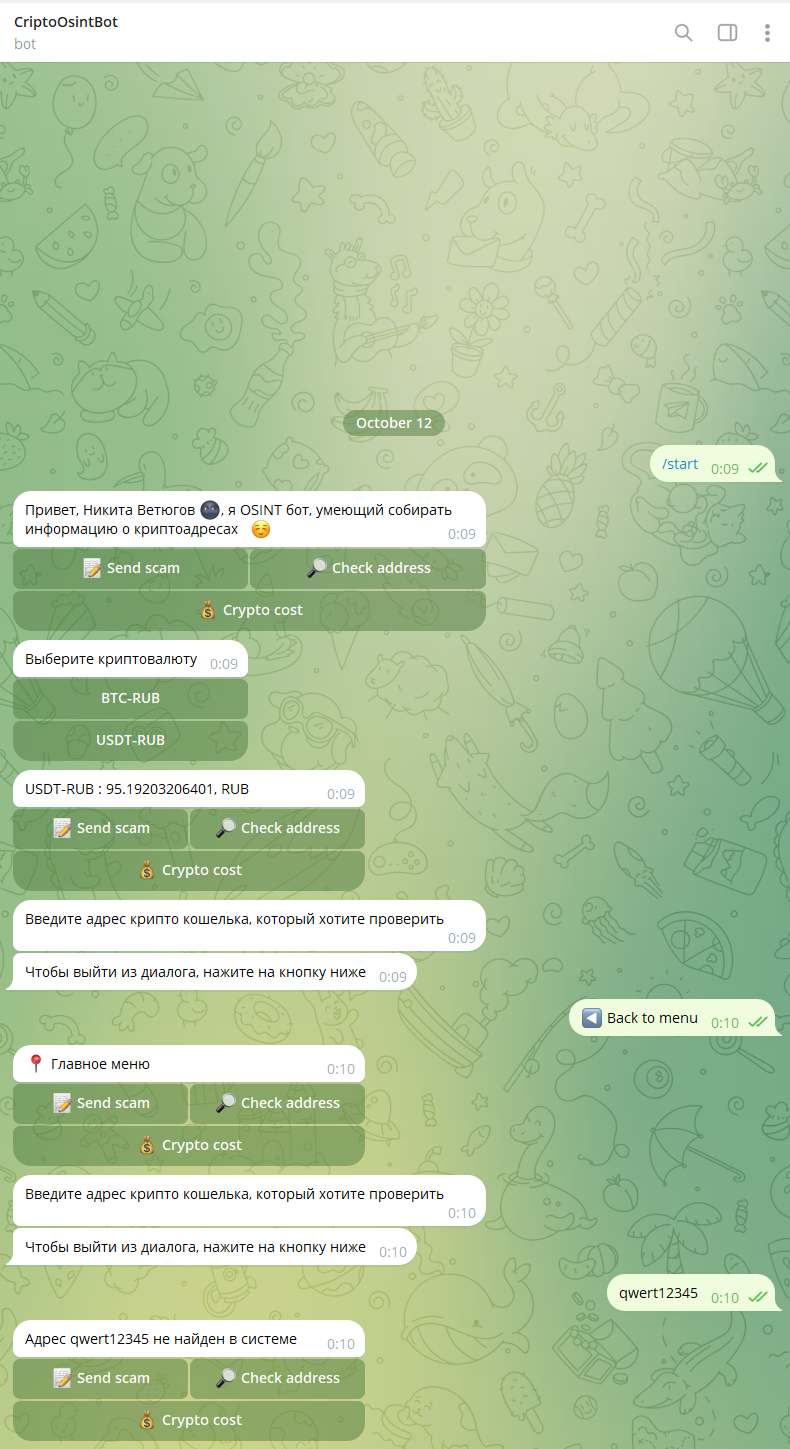 CriptoOsintBot
bot
October 12
/start 0:09
Привет, Никита Ветюгов 🌚, я OSINT бот, умеющий собирать
информацию о криптоадресах ☺️ 0:09
📝 Send scam 🔎 Check address
💰 Crypto cost
Выберите криптовалюту 0:09
BTC-RUB
USDT-RUB
USDT-RUB : 95.19203206401, RUB 0:09
📝 Send scam 🔎 Check address
💰 Crypto cost
Введите адрес крипто кошелька, который хотите проверить
0:09
Чтобы выйти из диалога, нажите на кнопку ниже 0:09
◀️ Back to menu 0:10
📍 Главное меню 0:10
📝 Send scam 🔎 Check address
💰 Crypto cost
Введите адрес крипто кошелька, который хотите проверить
0:10
Чтобы выйти из диалога, нажите на кнопку ниже 0:10
qwert12345 0:10
Адрес qwert12345 не найден в системе 0:10
📝 Send scam 🔎 Check address
💰 Crypto cost